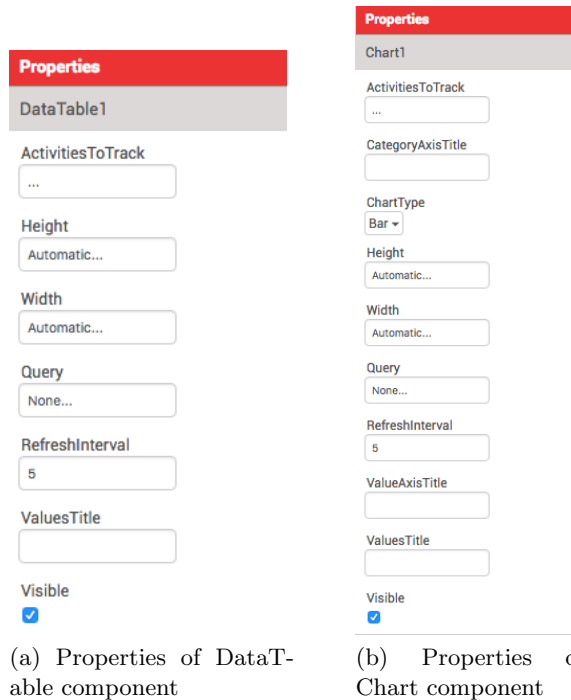 Properties
DataTable1
ActivitiesToTrack
...
Height
Automatic...
Width
Automatic...
Query
None...
RefreshInterval
5
ValuesTitle
Visible
(a) Properties of DataT-
able component
Properties
Chart1
ActivitiesToTrack
...
CategoryAxisTitle
ChartType
Bar
Height
Automatic...
Width
Automatic...
Query
None...
RefreshInterval
5
ValueAxisTitle
ValuesTitle
Visible
(b) Properties
Chart component